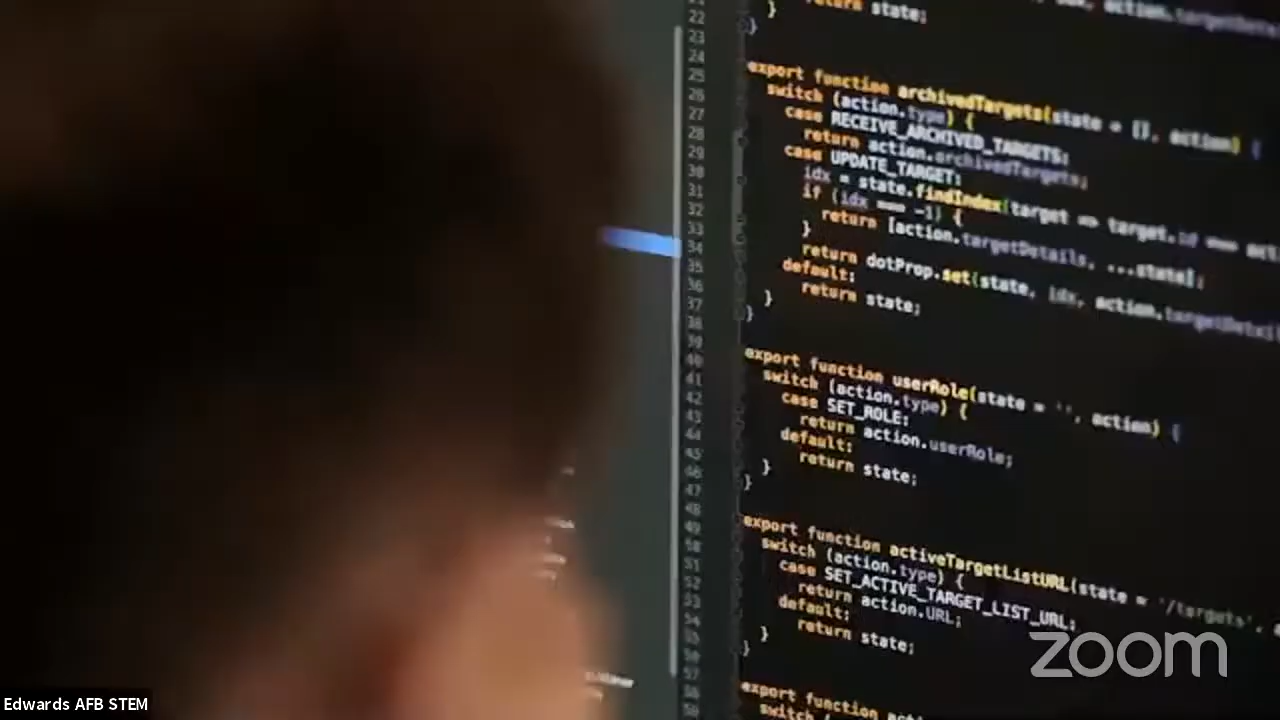 22
23
24
25
26
27
28
29
30
31
32
33
34
35
36
37
38
39
40
41
42
43
44
45
46
47
48
49
50
51
52
53
54
55
56
57
58
return state;
}
}
export function archivedTargets(state = [], action) {
switch (action.type) {
case RECEIVE_ARCHIVED_TARGETS:
return action.archivedTargets;
case UPDATE_TARGET:
idx = state.findIndex(target => target.id ===
if (idx === -1) {
return [action.targetDetails, ...state];
}
return dotProp.set(state, idx, action.targetDetai
default:
return state;
}
}
export function userRole(state = '', action) {
switch (action.type) {
case SET_ROLE:
return action.userRole;
default:
return state;
}
}
export function activeTargetListURL(state = '/targets',
switch (action.type) {
case SET_ACTIVE_TARGET_LIST_URL:
return action.URL;
default:
return state;
}
}
export function
switch (
zoom
Edwards AFB STEM